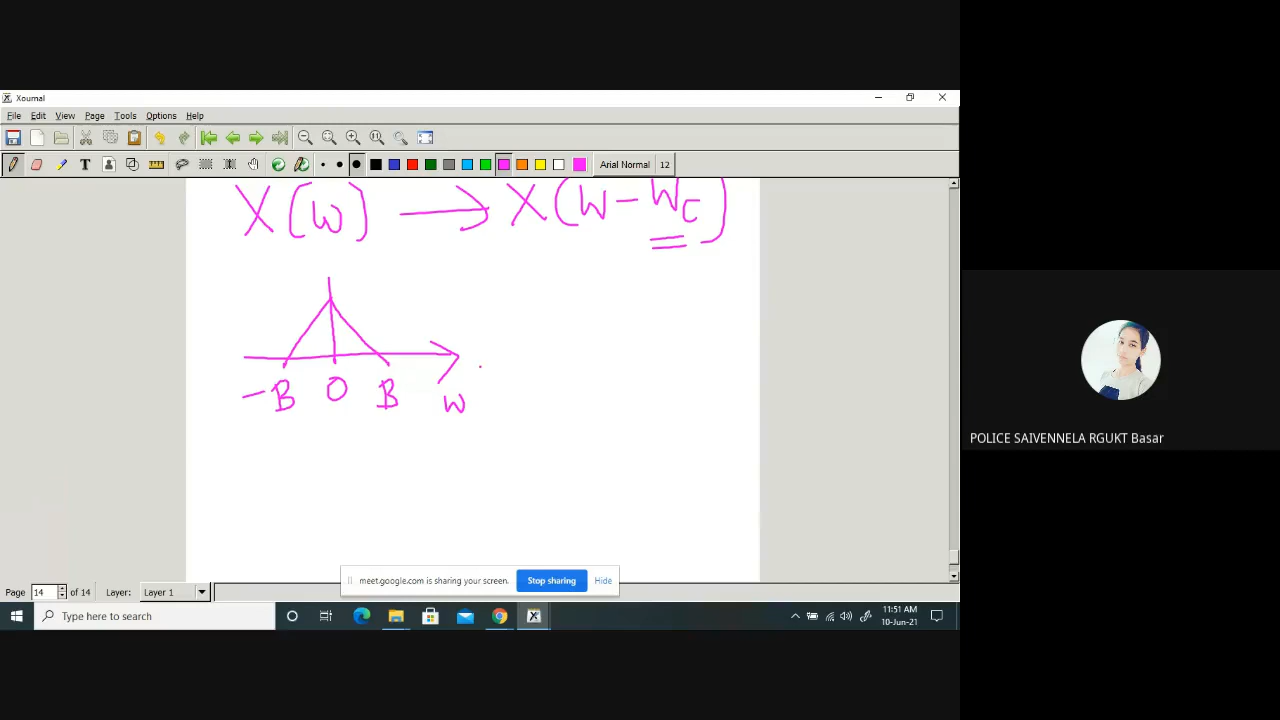 Xournal
File Edit View Page Tools Options Help
T Arial Normal 12
X(W) → X(W - Wc)
-B 0 B W
POLICE SAIVENNELA RGUKT Basar
meet.google.com is sharing your screen. Stop sharing Hide
Page 14 of 14 Layer: Layer 1
Type here to search
11:51 AM
10-Jun-21